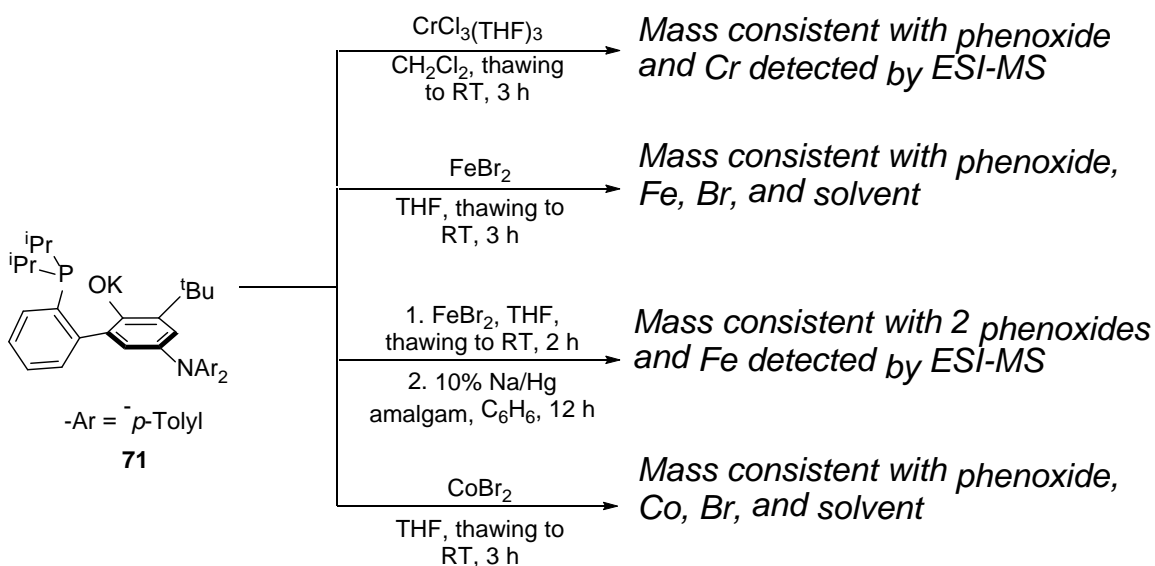 CrCl3(THF)3
CH2Cl2, thawing
to RT, 3 h
Mass consistent with phenoxide
and Cr detected by ESI-MS
FeBr2
THF, thawing to
RT, 3 h
Mass consistent with phenoxide,
Fe, Br, and solvent
iPr
iPr
P
OK
tBu
NAr2
-Ar = -p-Tolyl
71
1. FeBr2, THF,
thawing to RT, 2 h
2. 10% Na/Hg
amalgam, C6H6, 12 h
Mass consistent with 2 phenoxides
and Fe detected by ESI-MS
CoBr2
THF, thawing to
RT, 3 h
Mass consistent with phenoxide,
Co, Br, and solvent